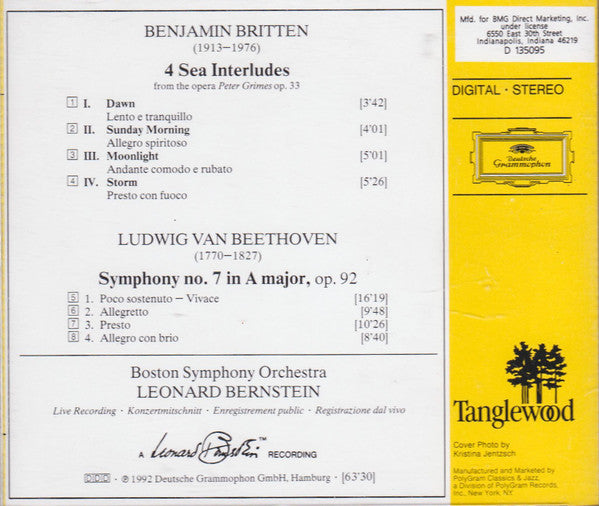 BENJAMIN BRITTEN
(1913–1976)
4 Sea Interludes
from the opera Peter Grimes op. 33
1 I. Dawn [3'42]
Lento e tranquillo
2 II. Sunday Morning [4'01]
Allegro spiritoso
3 III. Moonlight [5'01]
Andante comodo e rubato
4 IV. Storm [5'26]
Presto con fuoco
LUDWIG VAN BEETHOVEN
(1770–1827)
Symphony no. 7 in A major, op. 92
5 1. Poco sostenuto – Vivace [16'19]
6 2. Allegretto [9'48]
7 3. Presto [10'26]
8 4. Allegro con brio [8'40]
Boston Symphony Orchestra
LEONARD BERNSTEIN
Live Recording · Konzertmitschnitt · Enregistrement public · Registrazione dal vivo
A Leonard Bernstein™ RECORDING
DDD · ℗ 1992 Deutsche Grammophon GmbH, Hamburg · [63'30]
Mfd. for BMG Direct Marketing, Inc.
under license
6550 East 30th Street
Indianapolis, Indiana 46219
D 135095
DIGITAL · STEREO
Deutsche
Grammophon
Tanglewood
Cover Photo by
Kristina Jentzsch
Manufactured and Marketed by
PolyGram Classics & Jazz,
a Division of PolyGram Records,
Inc., New York, NY